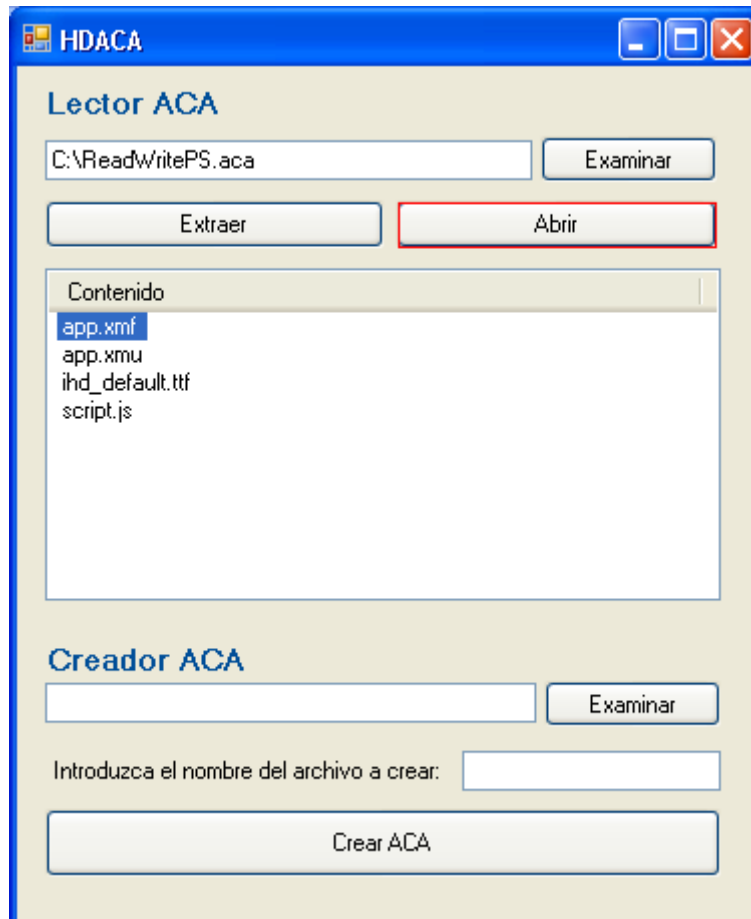 HDACA
Lector ACA
C:\ReadWritePS.aca Examinar
Extraer Abrir
Contenido
app.xmf
app.xmu
ihd_default.ttf
script.js
Creador ACA
Examinar
Introduzca el nombre del archivo a crear:
Crear ACA